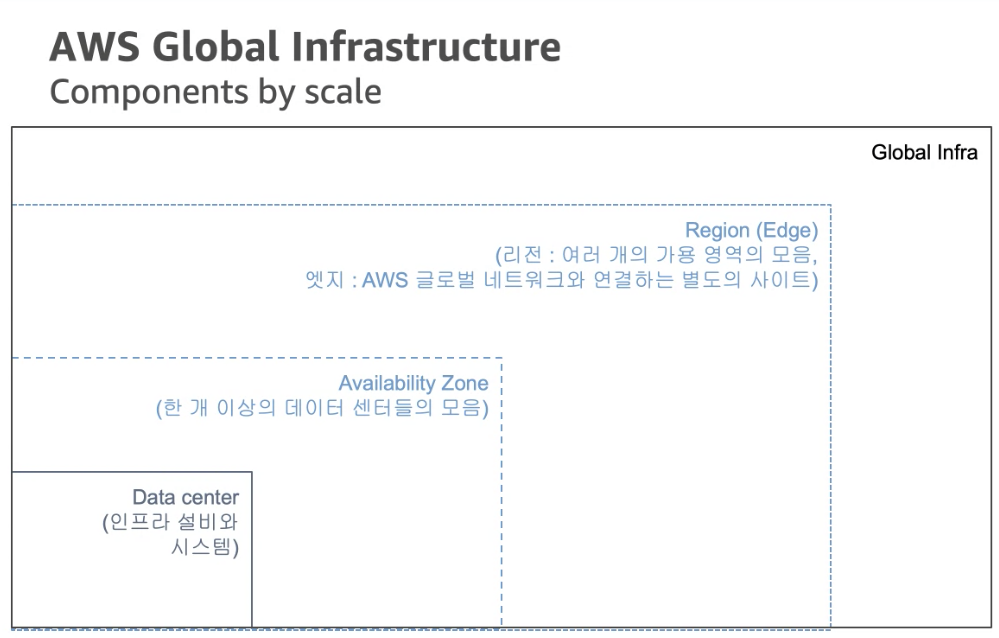 AWS Global Infrastructure
Components by scale
Global Infra
Region (Edge)
(리전 : 여러 개의 가용 영역의 모음,
엣지 : AWS 글로벌 네트워크와 연결하는 별도의 사이트)
Availability Zone
(한 개 이상의 데이터 센터들의 모음)
Data center
(인프라 설비와
시스템)